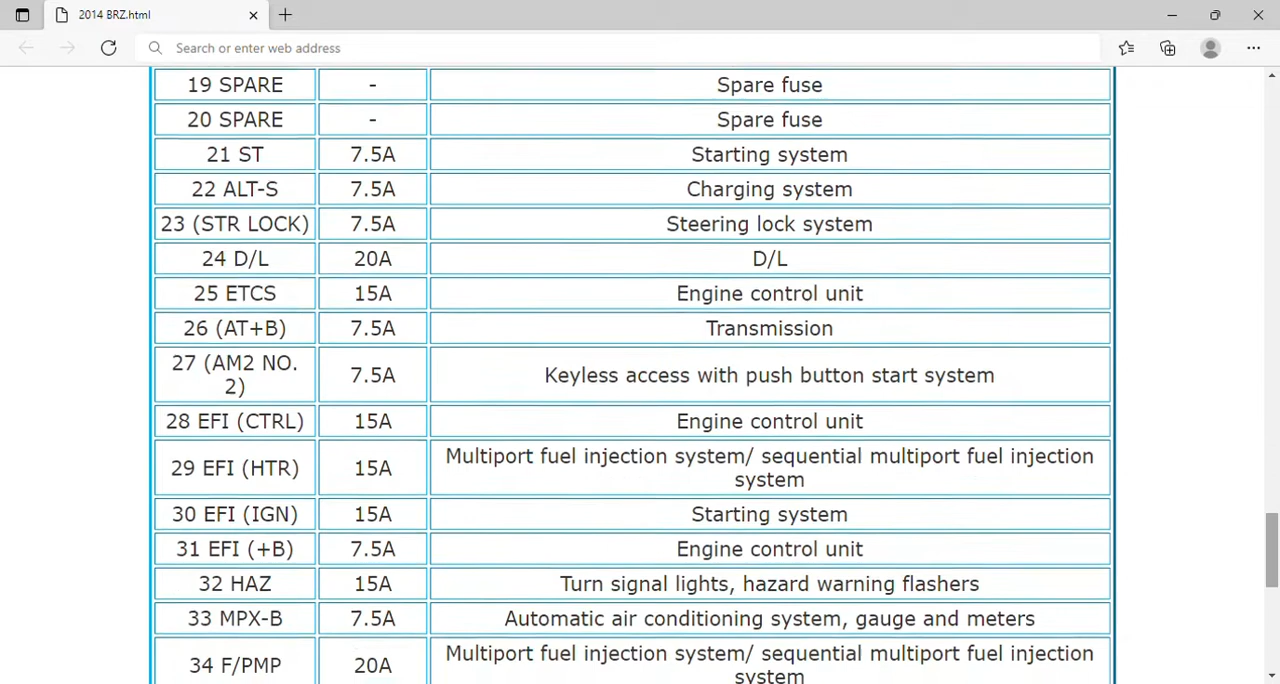 2014 BRZ.html
Search or enter web address
19 SPARE - Spare fuse
20 SPARE - Spare fuse
21 ST 7.5A Starting system
22 ALT-S 7.5A Charging system
23 (STR LOCK) 7.5A Steering lock system
24 D/L 20A D/L
25 ETCS 15A Engine control unit
26 (AT+B) 7.5A Transmission
27 (AM2 NO.
2) 7.5A Keyless access with push button start system
28 EFI (CTRL) 15A Engine control unit
29 EFI (HTR) 15A Multiport fuel injection system/ sequential multiport fuel injection
system
30 EFI (IGN) 15A Starting system
31 EFI (+B) 7.5A Engine control unit
32 HAZ 15A Turn signal lights, hazard warning flashers
33 MPX-B 7.5A Automatic air conditioning system, gauge and meters
34 F/PMP 20A Multiport fuel injection system/ sequential multiport fuel injection
system